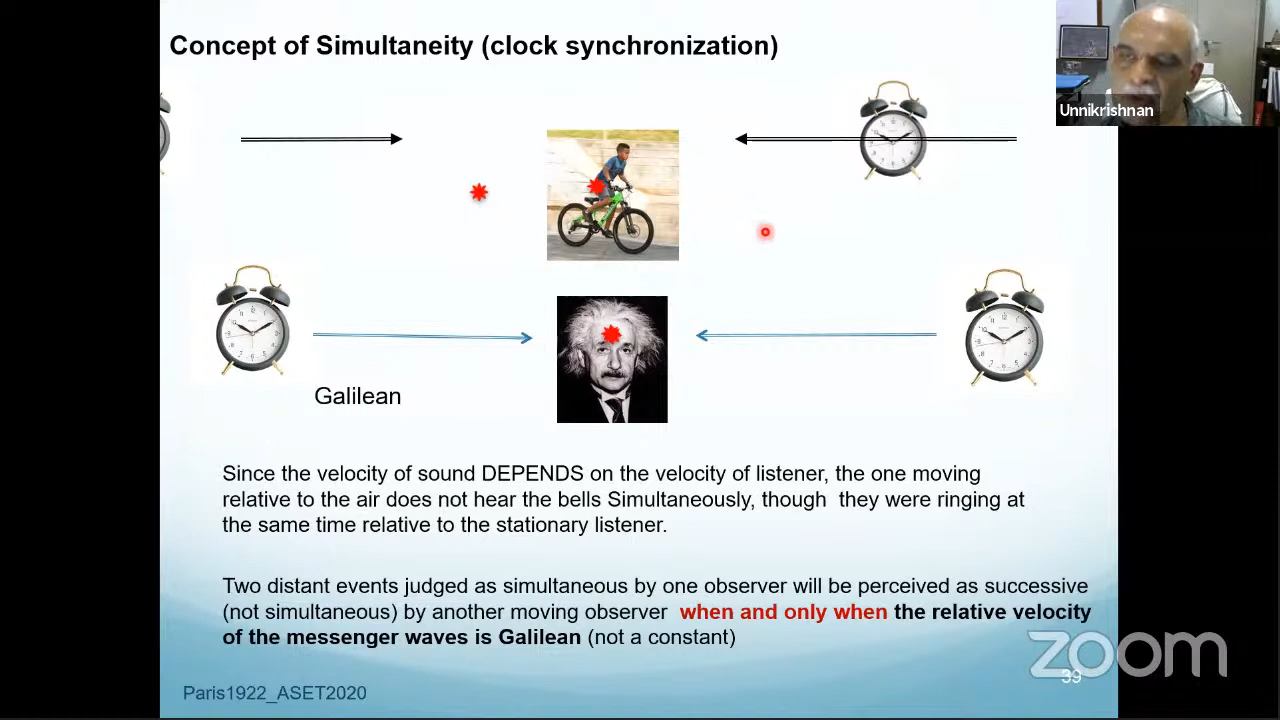 Concept of Simultaneity (clock synchronization)
Unnikrishnan
Galilean
Since the velocity of sound DEPENDS on the velocity of listener, the one moving
relative to the air does not hear the bells Simultaneously, though they were ringing at
the same time relative to the stationary listener.
Two distant events judged as simultaneous by one observer will be perceived as successive
(not simultaneous) by another moving observer when and only when the relative velocity
of the messenger waves is Galilean (not a constant)
zoom
39
Paris1922_ASET2020